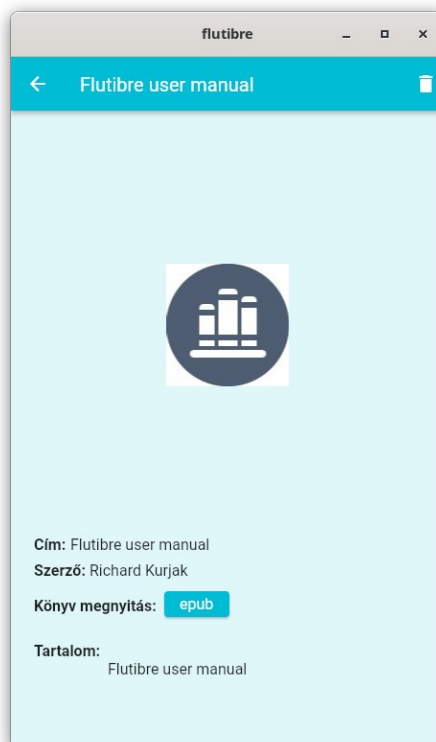 flutibre
Flutibre user manual
Cím: Flutibre user manual
Szerző: Richard Kurjak
Könyv megnyitás: epub
Tartalom:
Flutibre user manual